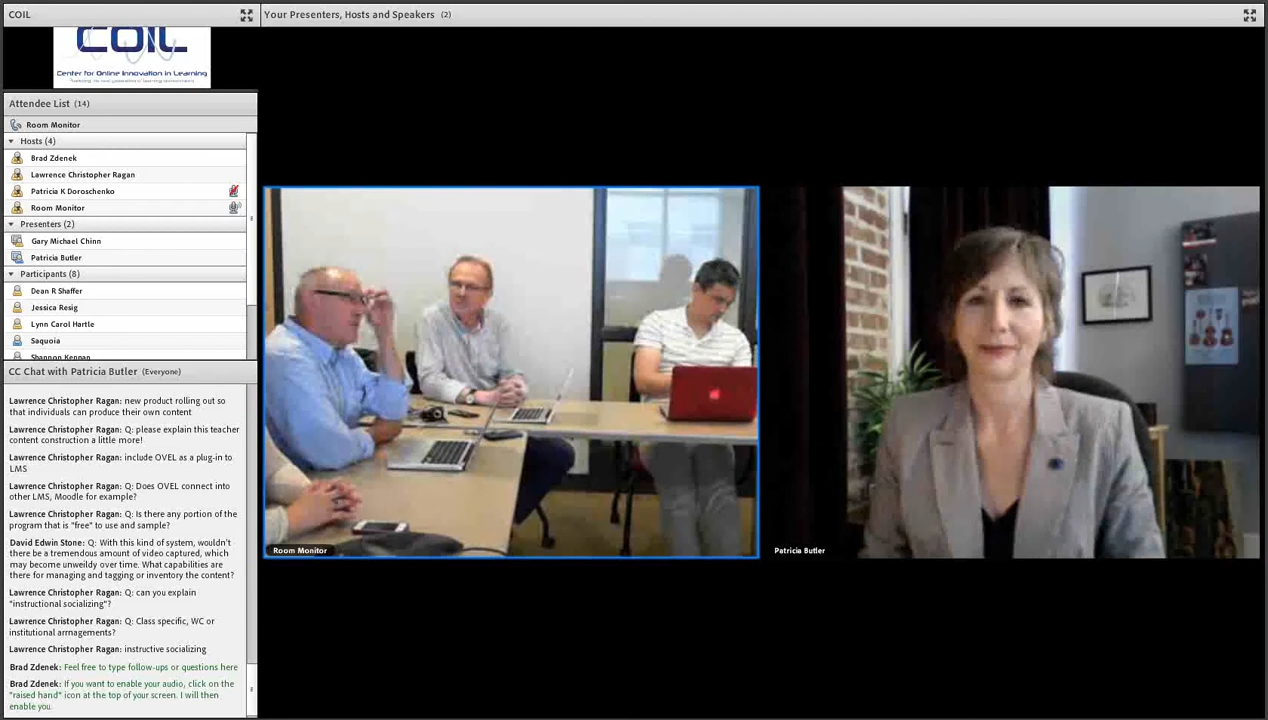 COIL
Your Presenters, Hosts and Speakers (2)
COIL
Center for Online Innovation in Learning
Attendee List (14)
Room Monitor
Hosts (4)
Brad Zdenek
Lawrence Christopher Ragan
Patricia K Doroschenko
Room Monitor
Presenters (2)
Gary Michael Chinn
Patricia Butler
Participants (8)
Dean R Shaffer
Jessica Resig
Lynn Carol Hartle
Saquoia
Shannon Kennan
CC Chat with Patricia Butler (Everyone)
Lawrence Christopher Ragan: new product rolling out so
that individuals can produce their own content
Lawrence Christopher Ragan: Q: please explain this teacher
content construction a little more!
Lawrence Christopher Ragan: include OVEL as a plug-in to
LMS
Lawrence Christopher Ragan: Q: Does OVEL connect into
other LMS, Moodle for example?
Lawrence Christopher Ragan: Q: Is there any portion of the
program that is "free" to use and sample?
David Edwin Stone: Q: With this kind of system, wouldn't
there be a tremendous amount of video captured, which
may become unweildy over time. What capabilities are
there for managing and tagging or inventory the content?
Lawrence Christopher Ragan: Q: can you explain
"instructional socializing"?
Lawrence Christopher Ragan: Q: Class specific, WC or
institutional arrnagements?
Lawrence Christopher Ragan: instructive socializing
Brad Zdenek: Feel free to type follow-ups or questions here
Brad Zdenek: If you want to enable your audio, click on the
"raised hand" icon at the top of your screen. I will then
enable you.
Room Monitor
Patricia Butler